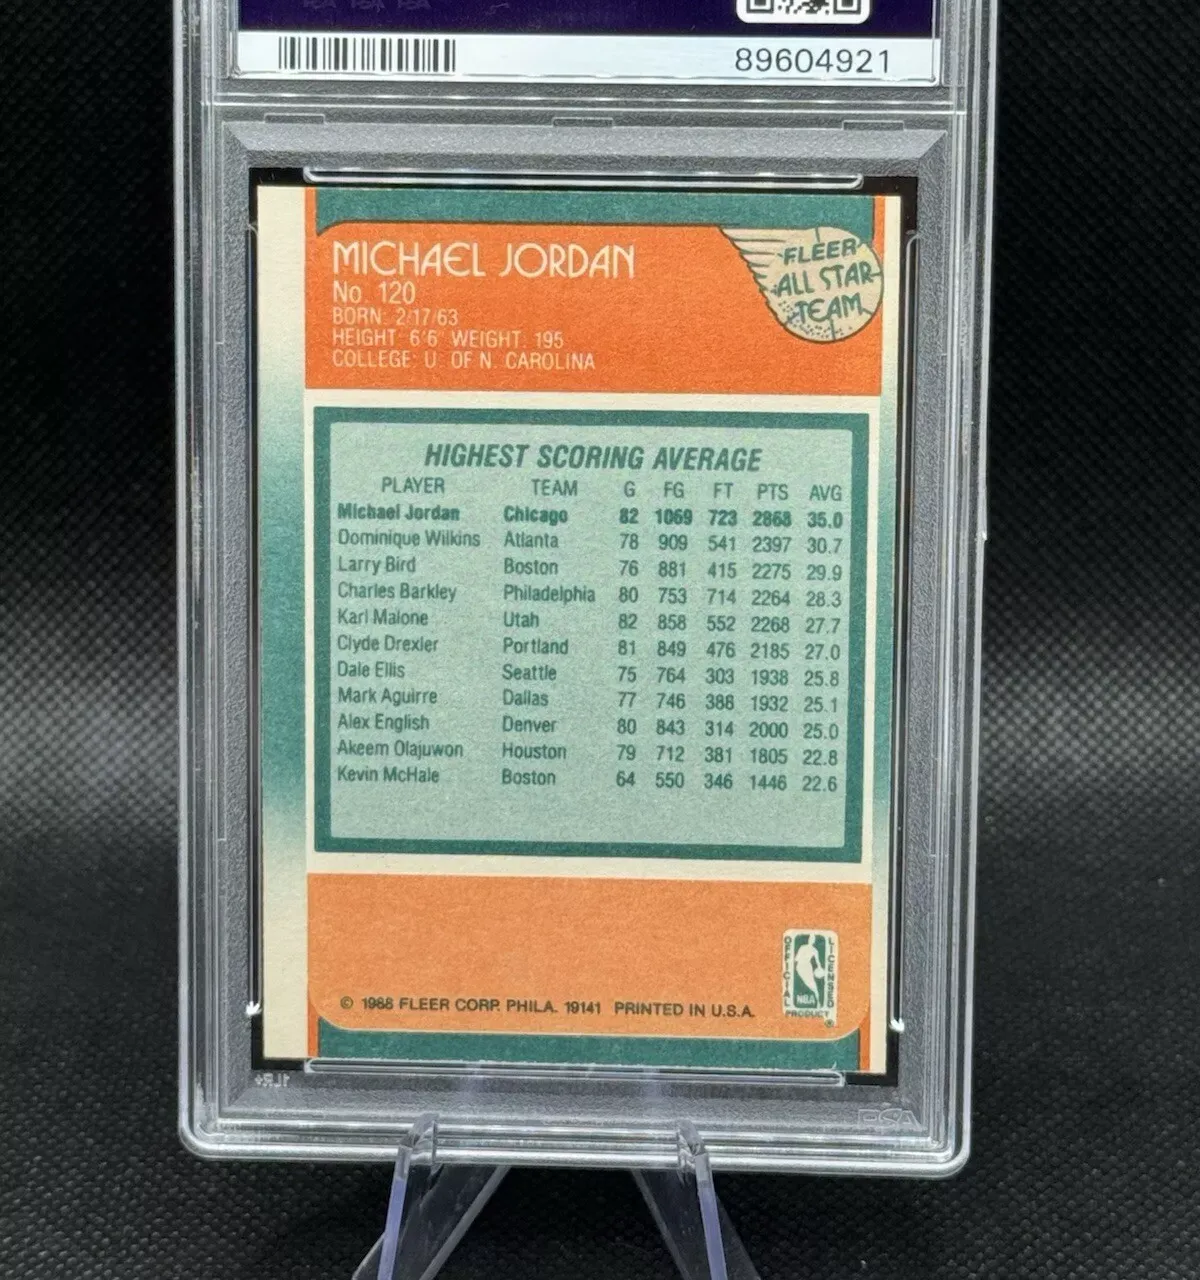 89604921
MICHAEL JORDAN
No. 120
BORN: 2/17/63
HEIGHT: 6'6" WEIGHT: 195
COLLEGE: U. OF N. CAROLINA
FLEER
ALL STAR
TEAM
HIGHEST SCORING AVERAGE
PLAYER TEAM G FG FT PTS AVG
Michael Jordan Chicago 82 1069 723 2868 35.0
Dominique Wilkins Atlanta 78 909 541 2397 30.7
Larry Bird Boston 76 881 415 2275 29.9
Charles Barkley Philadelphia 80 753 714 2264 28.3
Karl Malone Utah 82 858 552 2268 27.7
Clyde Drexler Portland 81 849 476 2185 27.0
Dale Ellis Seattle 75 764 303 1938 25.8
Mark Aguirre Dallas 77 746 388 1932 25.1
Alex English Denver 80 843 314 2000 25.0
Akeem Olajuwon Houston 79 712 381 1805 22.8
Kevin McHale Boston 64 550 346 1446 22.6
OFFICIAL LICENSED
NBA
PRODUCT
®
© 1988 FLEER CORP. PHILA. 19141 PRINTED IN U.S.A.
PSA